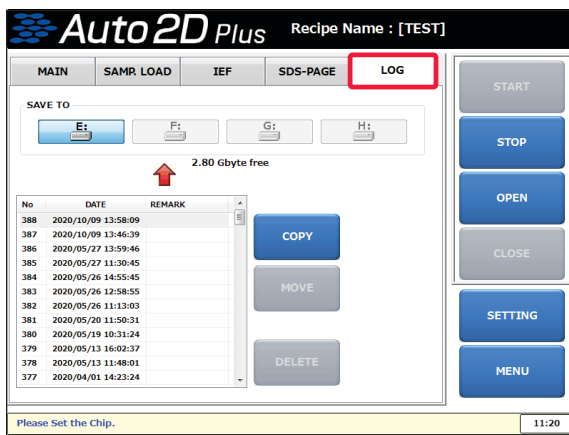 Auto 2D Plus Recipe Name : [TEST]
MAIN SAMP. LOAD IEF SDS-PAGE LOG
SAVE TO
E: F: G: H:
2.80 Gbyte free
No DATE REMARK
388 2020/10/09 13:58:09
387 2020/10/09 13:46:39
386 2020/05/27 13:59:46
385 2020/05/27 11:30:45
384 2020/05/26 14:55:45
383 2020/05/26 12:58:55
382 2020/05/26 11:13:03
381 2020/05/20 11:50:31
380 2020/05/19 10:31:24
379 2020/05/13 16:02:37
378 2020/05/13 11:48:01
377 2020/04/01 14:23:24
COPY
MOVE
DELETE
START
STOP
OPEN
CLOSE
SETTING
MENU
Please Set the Chip. 11:20